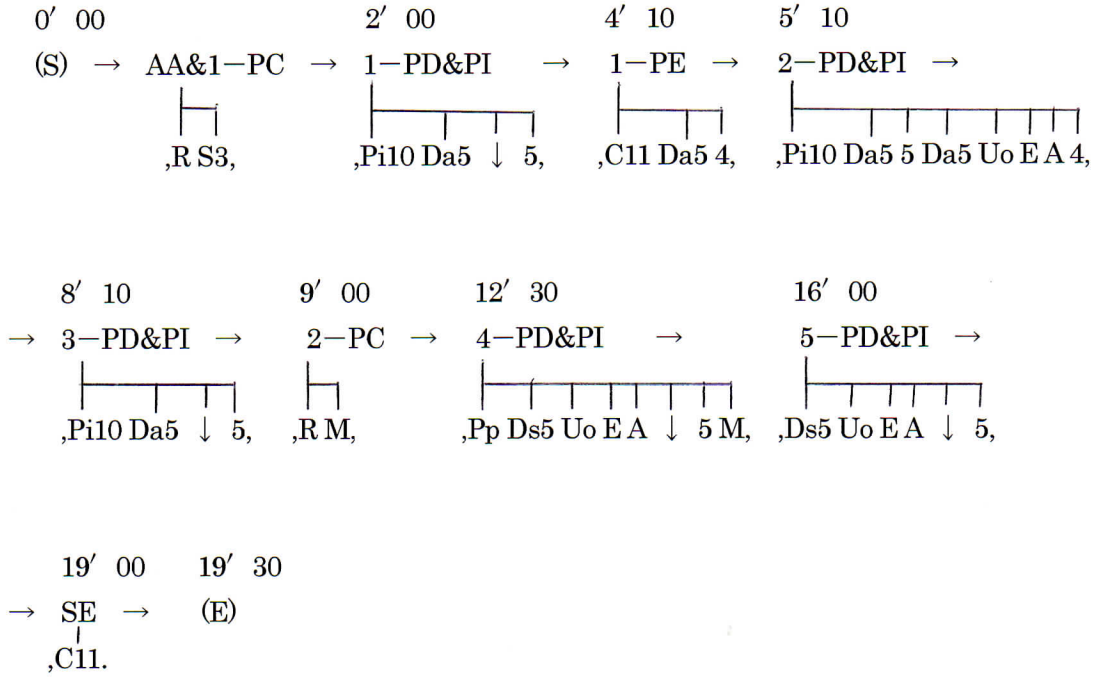 0′ 00 2′ 00 4′ 10 5′ 10
(S) → AA&1−PC → 1−PD&PI → 1−PE → 2−PD&PI →
,R S3, ,Pi10 Da5 ↓ 5, ,C11 Da5 4, ,Pi10 Da5 5 Da5 Uo E A 4,
8′ 10 9′ 00 12′ 30 16′ 00
→ 3−PD&PI → 2−PC → 4−PD&PI → 5−PD&PI →
,Pi10 Da5 ↓ 5, ,R M, ,Pp Ds5 Uo E A ↓ 5 M, ,Ds5 Uo E A ↓ 5,
19′ 00 19′ 30
→ SE → (E)
,C11.